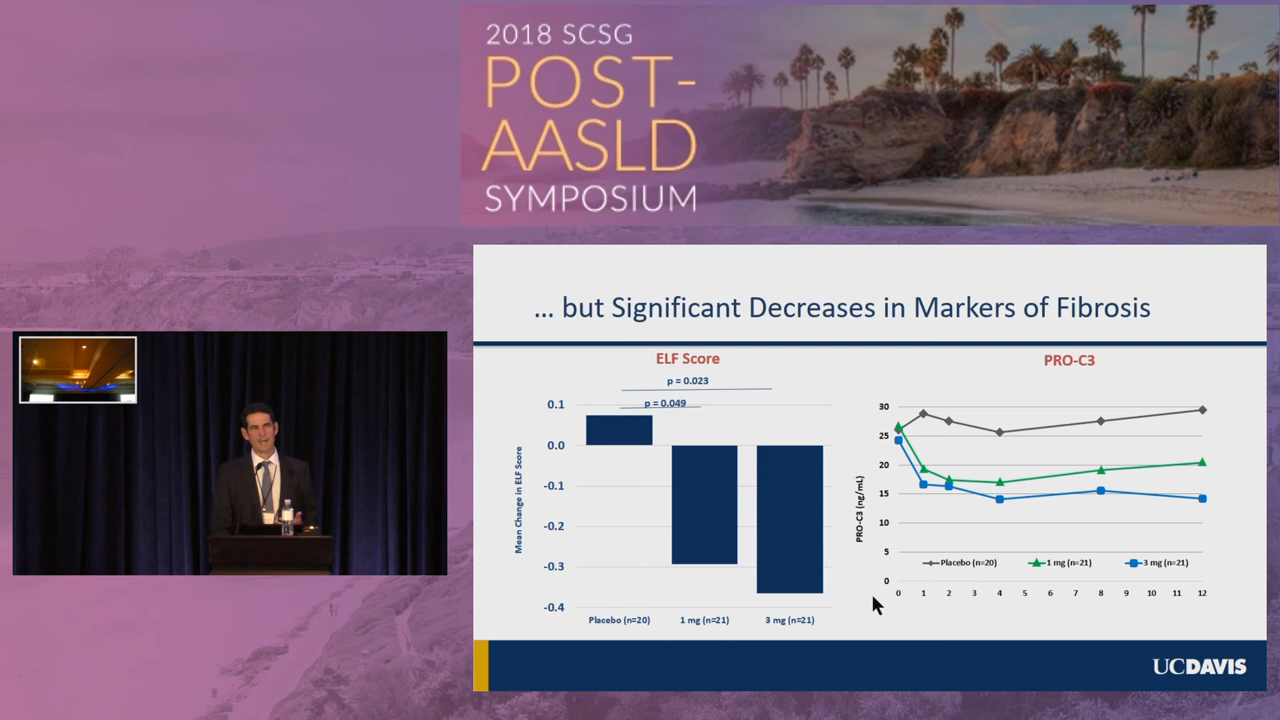 2018 SCSG
POST-
AASLD
SYMPOSIUM
... but Significant Decreases in Markers of Fibrosis
ELF Score
p = 0.023
p = 0.049
0.1
0.0
-0.1
-0.2
-0.3
-0.4
Mean Change in ELF Score
Placebo (n=20) 1 mg (n=21) 3 mg (n=21)
PRO-C3
30
25
20
15
10
5
0
PRO-C3 (ng/mL)
Placebo (n=20) 1 mg (n=21) 3 mg (n=21)
0 1 2 3 4 5 6 7 8 9 10 11 12
UCDAVIS